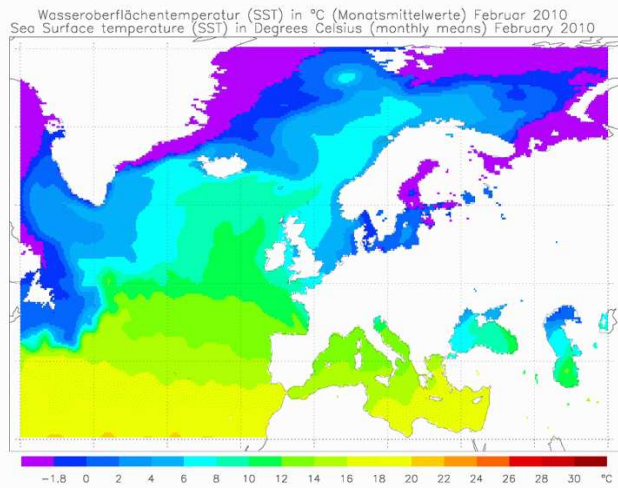 Wasseroberflächentemperatur (SST) in °C (Monatsmittelwerte) Februar 2010
Sea Surface temperature (SST) in Degrees Celsius (monthly means) February 2010
-1.8 0 2 4 6 8 10 12 14 16 18 20 22 24 26 28 30 °C